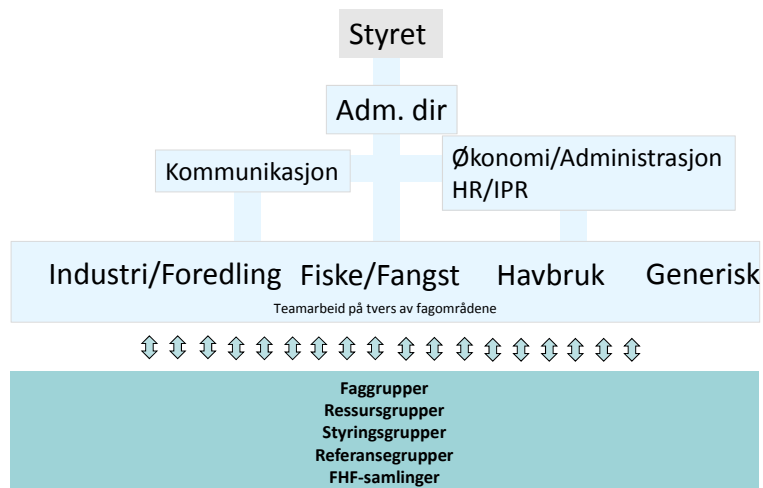 Styret
Adm. dir
Kommunikasjon
Økonomi/Administrasjon
HR/IPR
Industri/Foredling Fiske/Fangst Havbruk Generisk
Teamarbeid på tvers av fagområdene
Faggrupper
Ressursgrupper
Styringsgrupper
Referansegrupper
FHF-samlinger